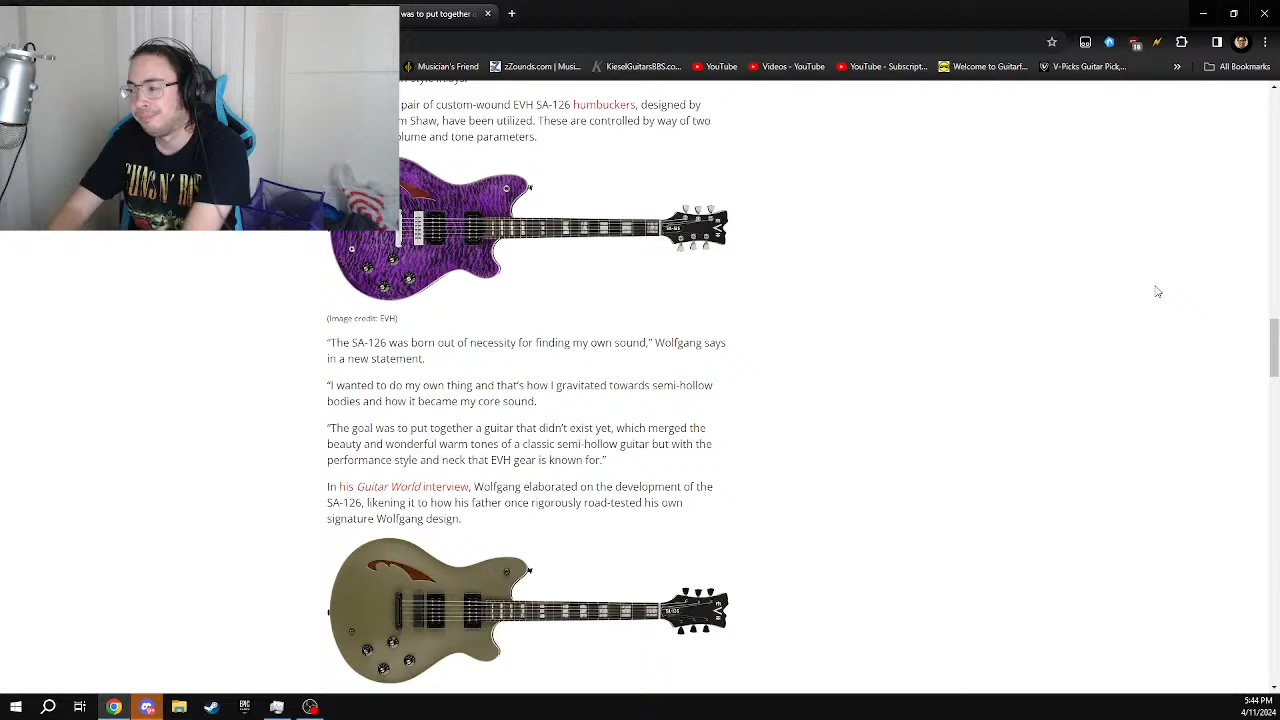 was to put together
Musician's Friend
zZounds.com | Musi...
KieselGuitarsBBS.co...
YouTube
Videos - YouTube
YouTube - Subscript...
Welcome to Guitarf...
V-Picks Guitar Pick,...
»
All Bookmarks
18
GUNS N' ROS
pair of custom-wound EVH SA-126 humbuckers, designed by
m Shaw, have been utilized. These are controlled by way of two
olume and tone parameters.
EVH
(Image credit: EVH)
“The SA-126 was born out of necessity for finding my own sound,” Wolfgang says
in a new statement.
“I wanted to do my own thing and that’s how I gravitated towards semi-hollow
bodies and how it became my core sound.
“The goal was to put together a guitar that didn’t exist yet, which merged the
beauty and wonderful warm tones of a classic semi-hollow guitar but with the
performance style and neck that EVH gear is known for.”
In his Guitar World interview, Wolfgang elaborated on the development of the
SA-126, likening it to how his father once rigorously road-tested his own
signature Wolfgang design.
EVH
EPIC
GAMES
5:44 PM
4/11/2024